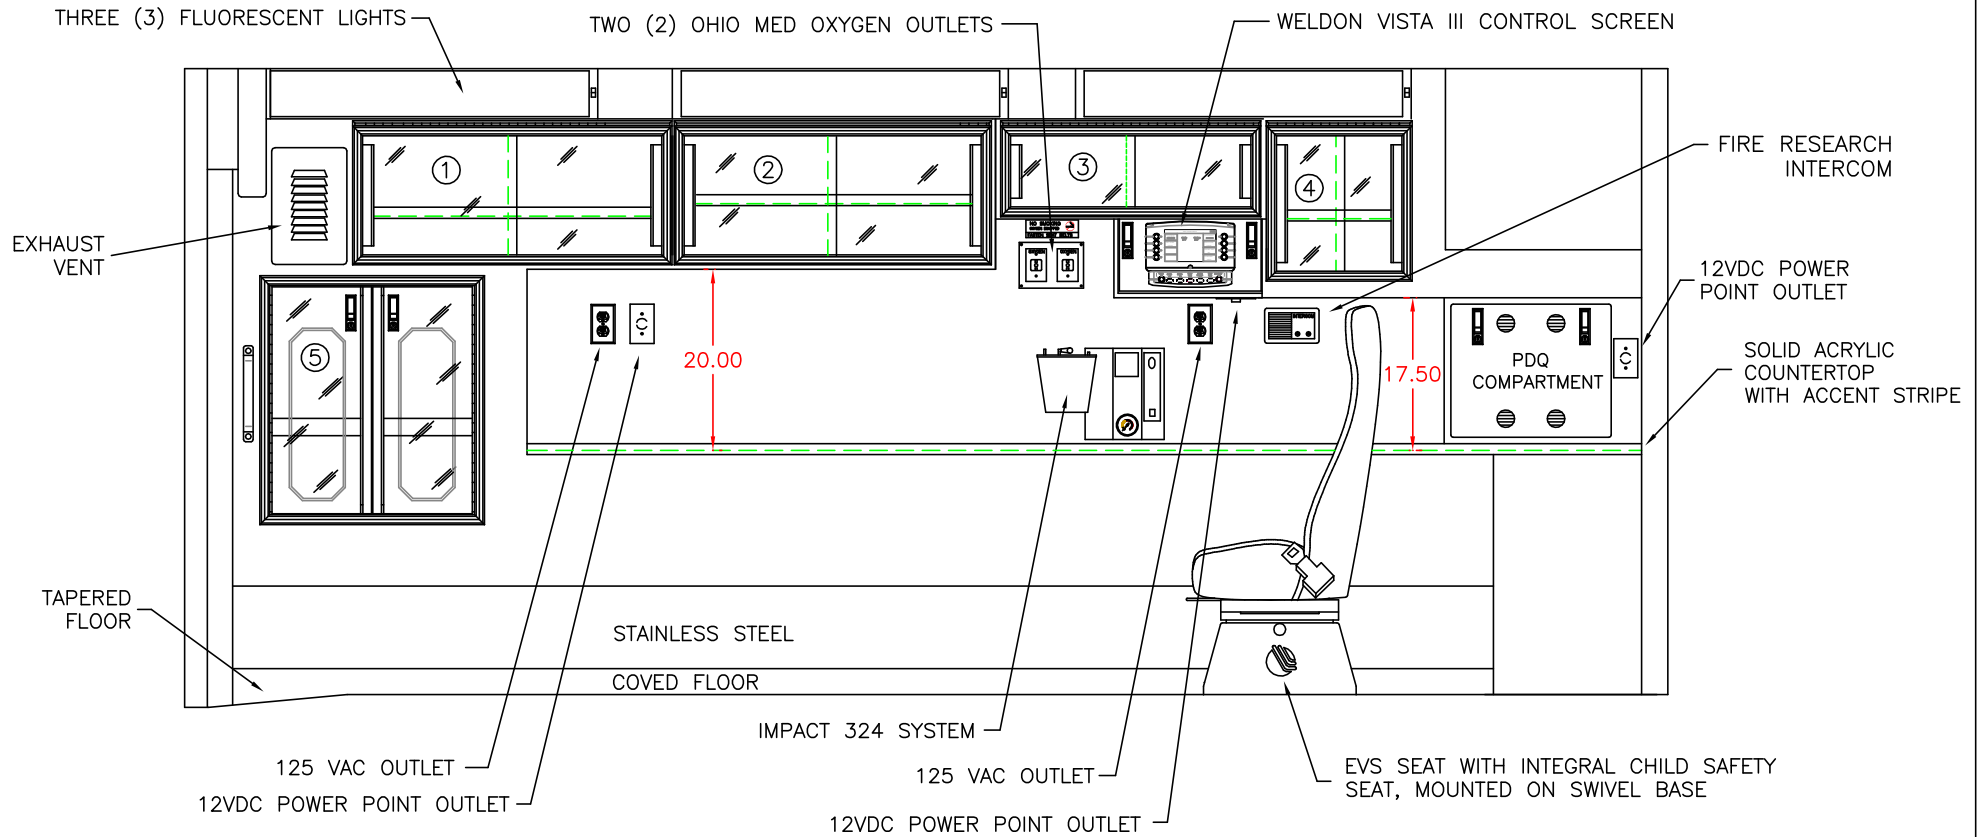 THREE (3) FLUORESCENT LIGHTS
TWO (2) OHIO MED OXYGEN OUTLETS
WELDON VISTA III CONTROL SCREEN
FIRE RESEARCH
INTERCOM
EXHAUST
VENT
1
2
3
4
5
NO SMOKING
12VDC POWER
POINT OUTLET
20.00
17.50
INTERCOM
PDQ
COMPARTMENT
SOLID ACRYLIC
COUNTERTOP
WITH ACCENT STRIPE
TAPERED
FLOOR
STAINLESS STEEL
COVED FLOOR
IMPACT 324 SYSTEM
125 VAC OUTLET
12VDC POWER POINT OUTLET
125 VAC OUTLET
12VDC POWER POINT OUTLET
EVS SEAT WITH INTEGRAL CHILD SAFETY
SEAT, MOUNTED ON SWIVEL BASE